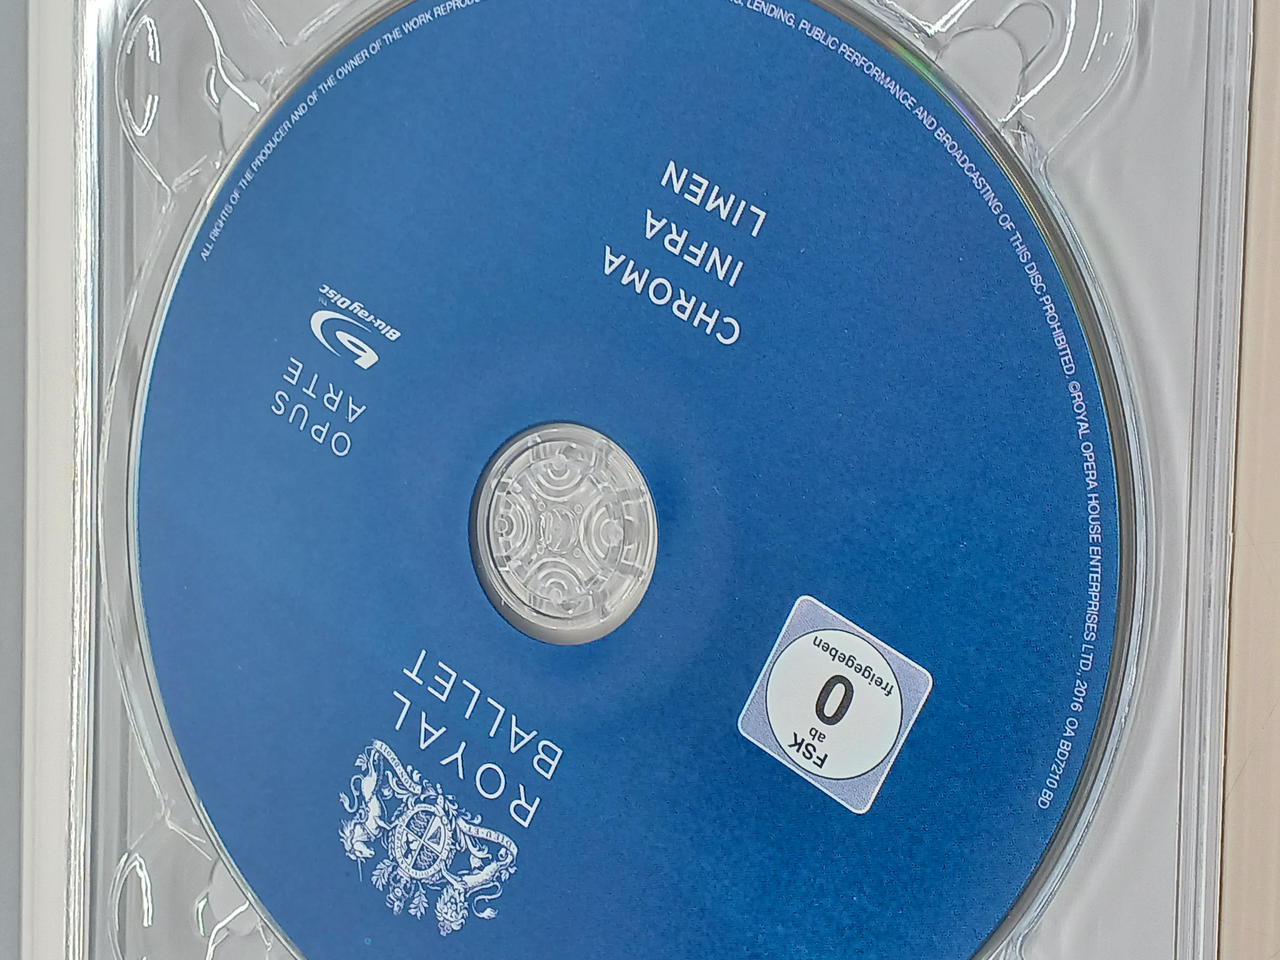 ROYAL
BALLET
FSK
ab
0
freigegeben
OPUS
ARTE
Blu-ray Disc
TM
CHROMA
INFRA
LIMEN
ALL RIGHTS OF THE PRODUCER AND OF THE OWNER OF THE WORK
LENDING, PUBLIC PERFORMANCE AND BROADCASTING OF THIS DISC PROHIBITED. ©ROYAL OPERA HOUSE ENTERPRISES LTD, 2016 OA BD7210 BD